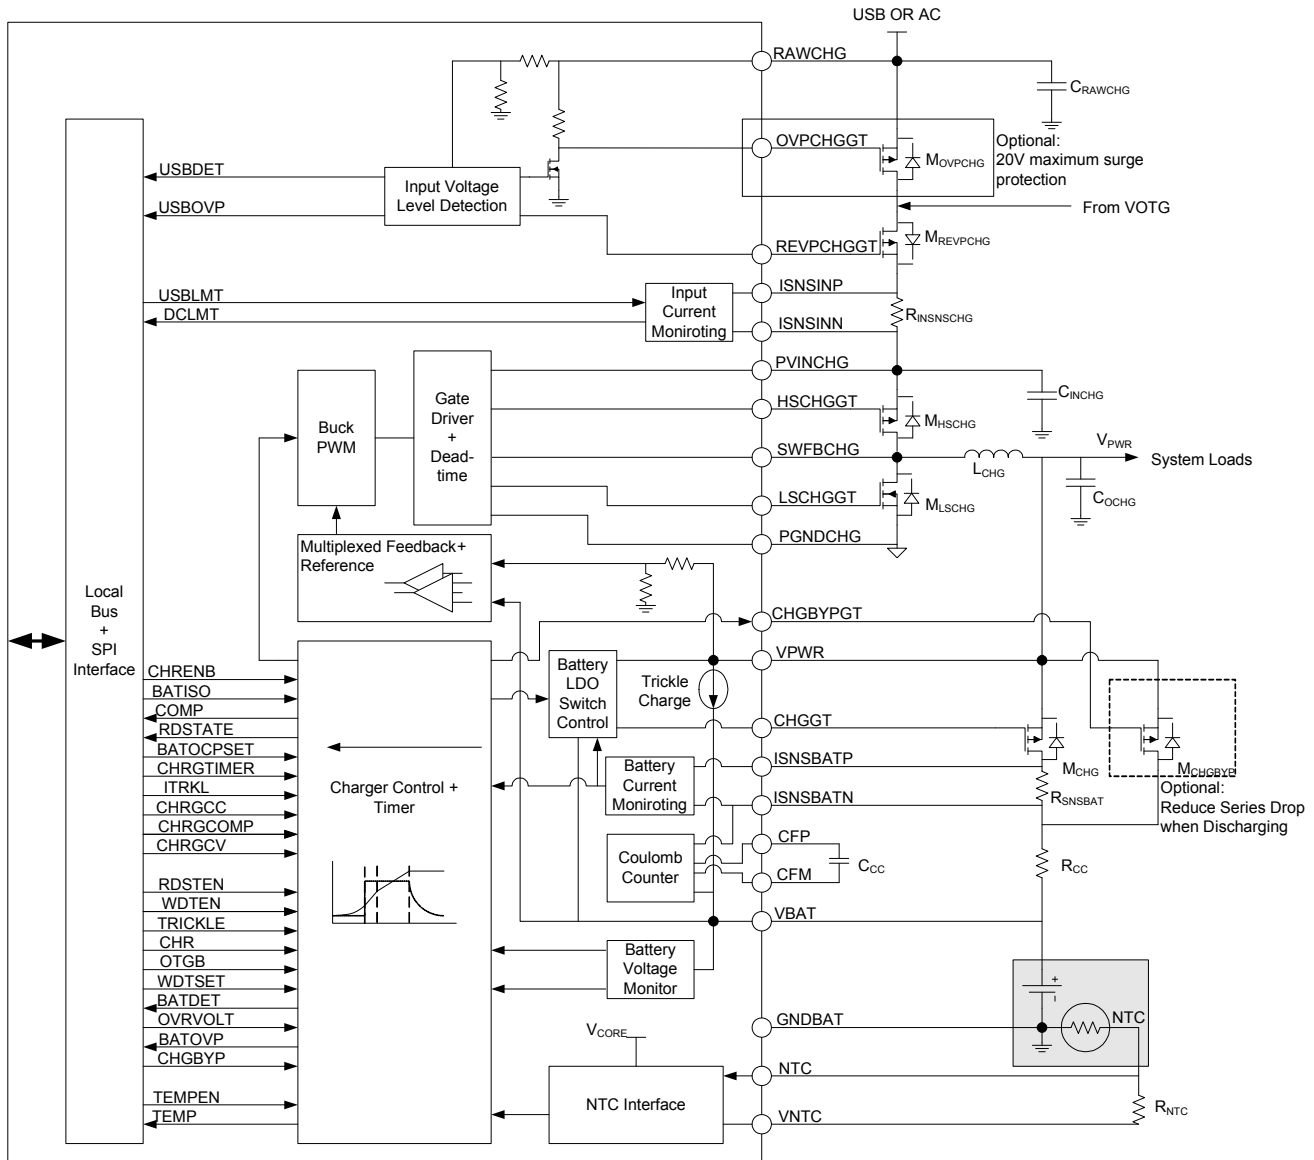 USB OR AC
RAWCHG
CRAWCHG
OVPCHGGT
MOVPCHG
Optional:
20V maximum surge
protection
USBDET
Input Voltage
Level Detection
USBOVP
From VOTG
REVPCHGGT
MREVPCHG
USBLMT
DCLMT
Input
Current
Moniroting
ISNSINP
ISNSINN
RINSNSCHG
PVINCHG
CINCHG
Buck
PWM
Gate
Driver
+
Dead-
time
HSCHGGT
MHSCHG
SWFBCHG
LCHG
VPWR
System Loads
COCHG
LSCHGGT
MLSCHG
PGNDCHG
Multiplexed Feedback+
Reference
Local
Bus
+
SPI
Interface
CHGBYPGT
VPWR
Battery
LDO
Switch
Control
Trickle
Charge
CHGGT
MCHG
MCHGBYP
Optional:
Reduce Series Drop
when Discharging
ISNSBATP
Battery
Current
Moniroting
RSNSBAT
ISNSBATN
CHRENB
BATISO
COMP
RDSTATE
BATOCPSET
CHRGTIMER
ITRKL
CHRGCC
CHRGCOMP
CHRGCV
RDSTEN
WDTEN
TRICKLE
CHR
OTGB
WDTSET
BATDET
OVRVOLT
BATOVP
CHGBYP
TEMPEN
TEMP
Charger Control +
Timer
Coulomb
Counter
CFP
CFM
CCC
RCC
VBAT
Battery
Voltage
Monitor
+
-
GNDBAT
NTC
VCORE
NTC Interface
NTC
VNTC
RNTC